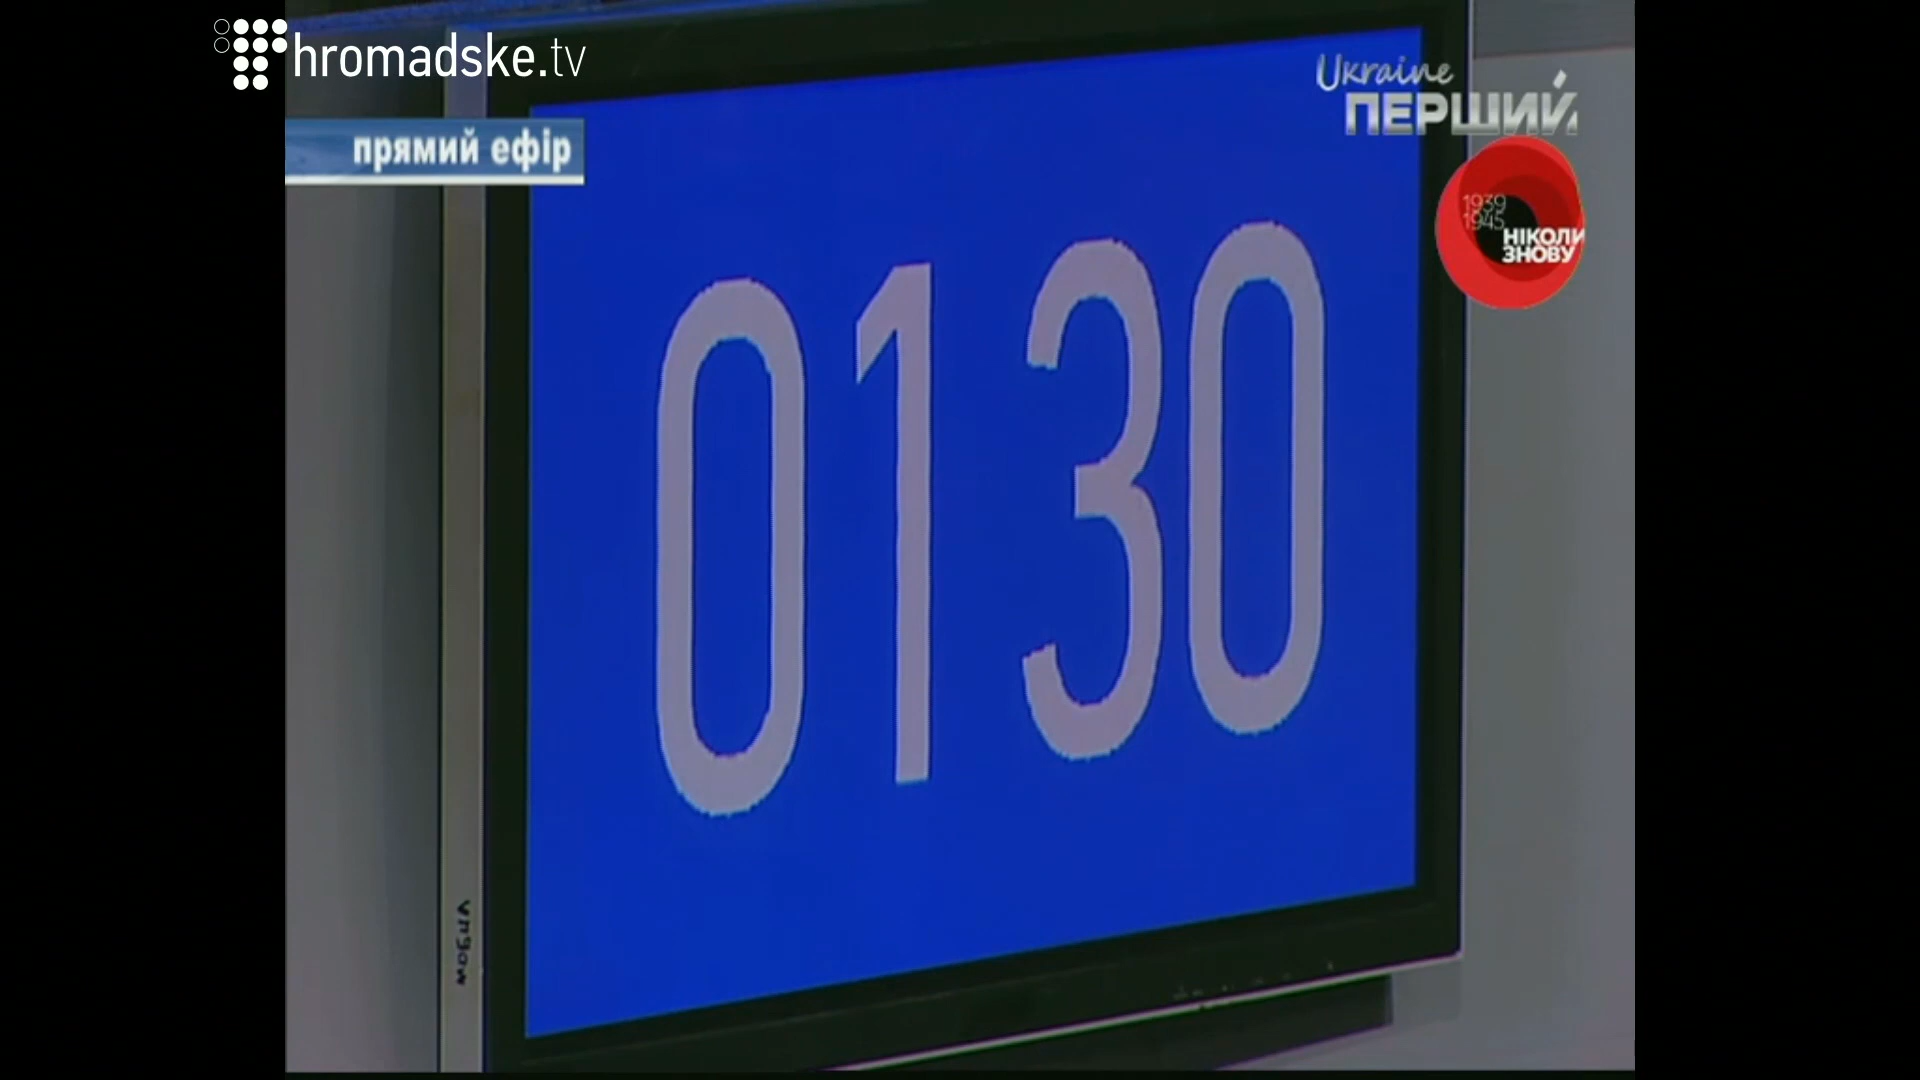 hromadske.tv
Ukraine
ПЕРШИЙ
прямий ефір
1939
1945
НІКОЛИ
ЗНОВУ
01 30